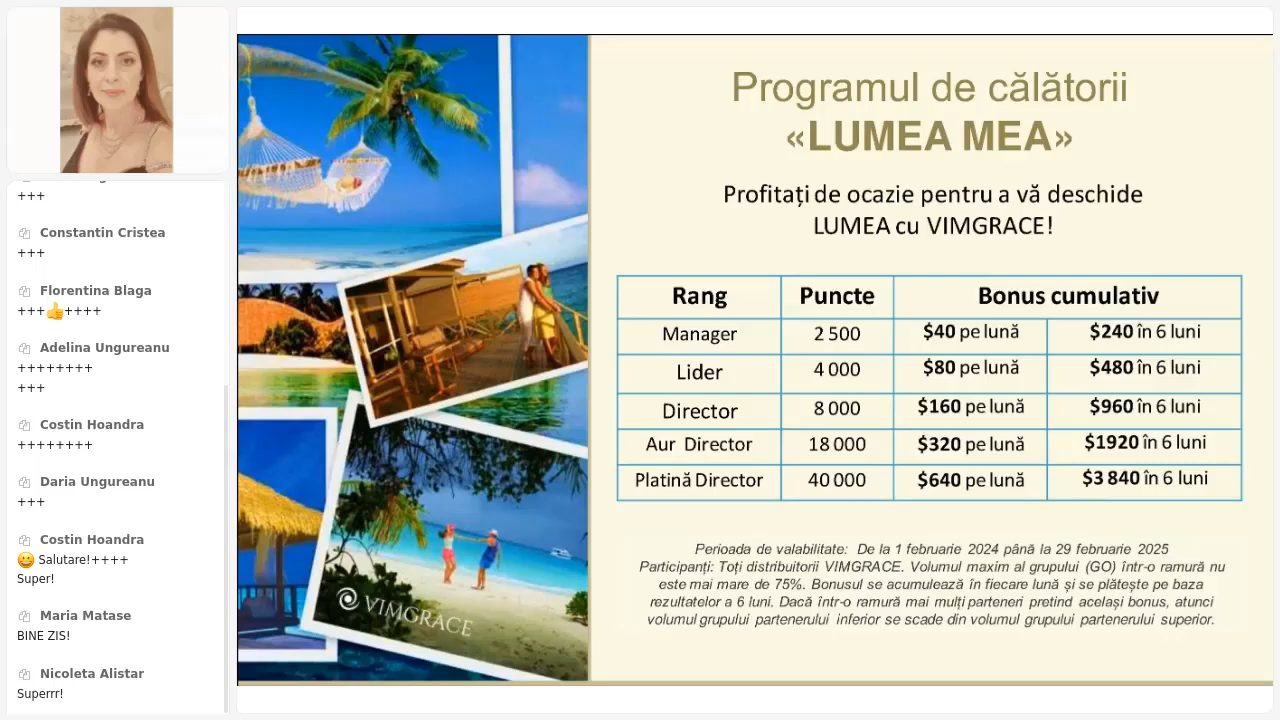 +++
Constantin Cristea
+++
Florentina Blaga
+++👍++++
Adelina Ungureanu
++++++++
+++
Costin Hoandra
++++++++
Daria Ungureanu
+++
Costin Hoandra
😀 Salutare!++++
Super!
Maria Matase
BINE ZIS!
Nicoleta Alistar
Superrr!
VIMGRACE
Programul de călătorii
«LUMEA MEA»
Profitați de ocazie pentru a vă deschide
LUMEA cu VIMGRACE!
Rang Puncte Bonus cumulativ
Manager 2 500 $40 pe lună $240 în 6 luni
Lider 4 000 $80 pe lună $480 în 6 luni
Director 8 000 $160 pe lună $960 în 6 luni
Aur Director 18 000 $320 pe lună $1920 în 6 luni
Platină Director 40 000 $640 pe lună $3 840 în 6 luni
Perioada de valabilitate: De la 1 februarie 2024 până la 29 februarie 2025
Participanți: Toți distribuitorii VIMGRACE. Volumul maxim al grupului (GO) într-o ramură nu
este mai mare de 75%. Bonusul se acumulează în fiecare lună și se plătește pe baza
rezultatelor a 6 luni. Dacă într-o ramură mai mulți parteneri pretind același bonus, atunci
volumul grupului partenerului inferior se scade din volumul grupului partenerului superior.